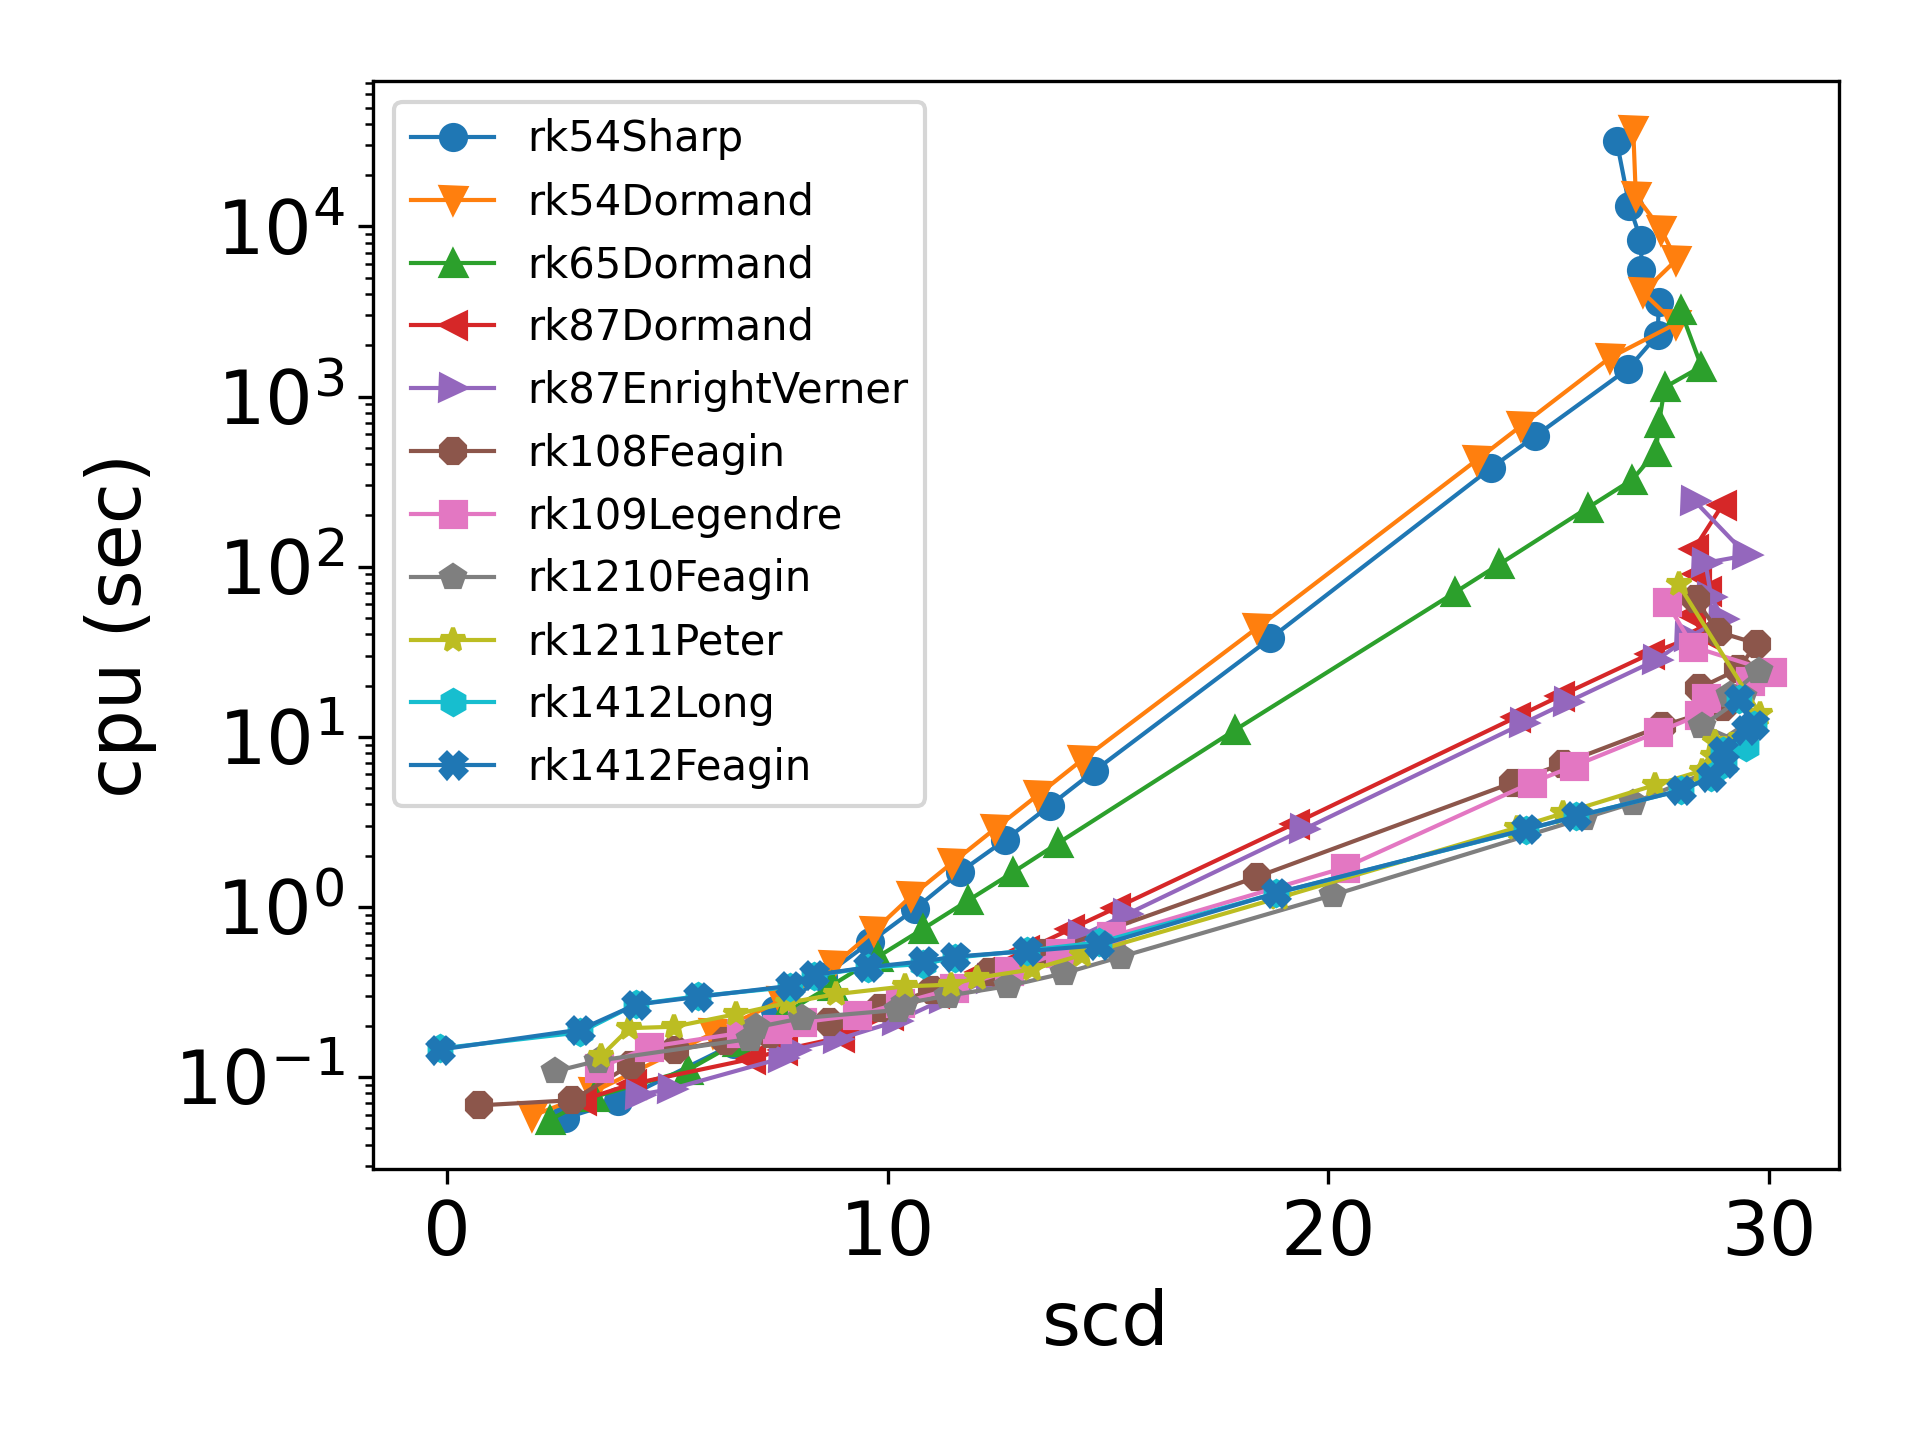 rk54Sharp
rk54Dormand
rk65Dormand
rk87Dormand
rk87EnrightVerner
rk108Feagin
rk109Legendre
rk1210Feagin
rk1211Peter
rk1412Long
rk1412Feagin
10⁴
10³
10²
10¹
10⁰
10⁻¹
cpu (sec)
0 10 20 30
scd